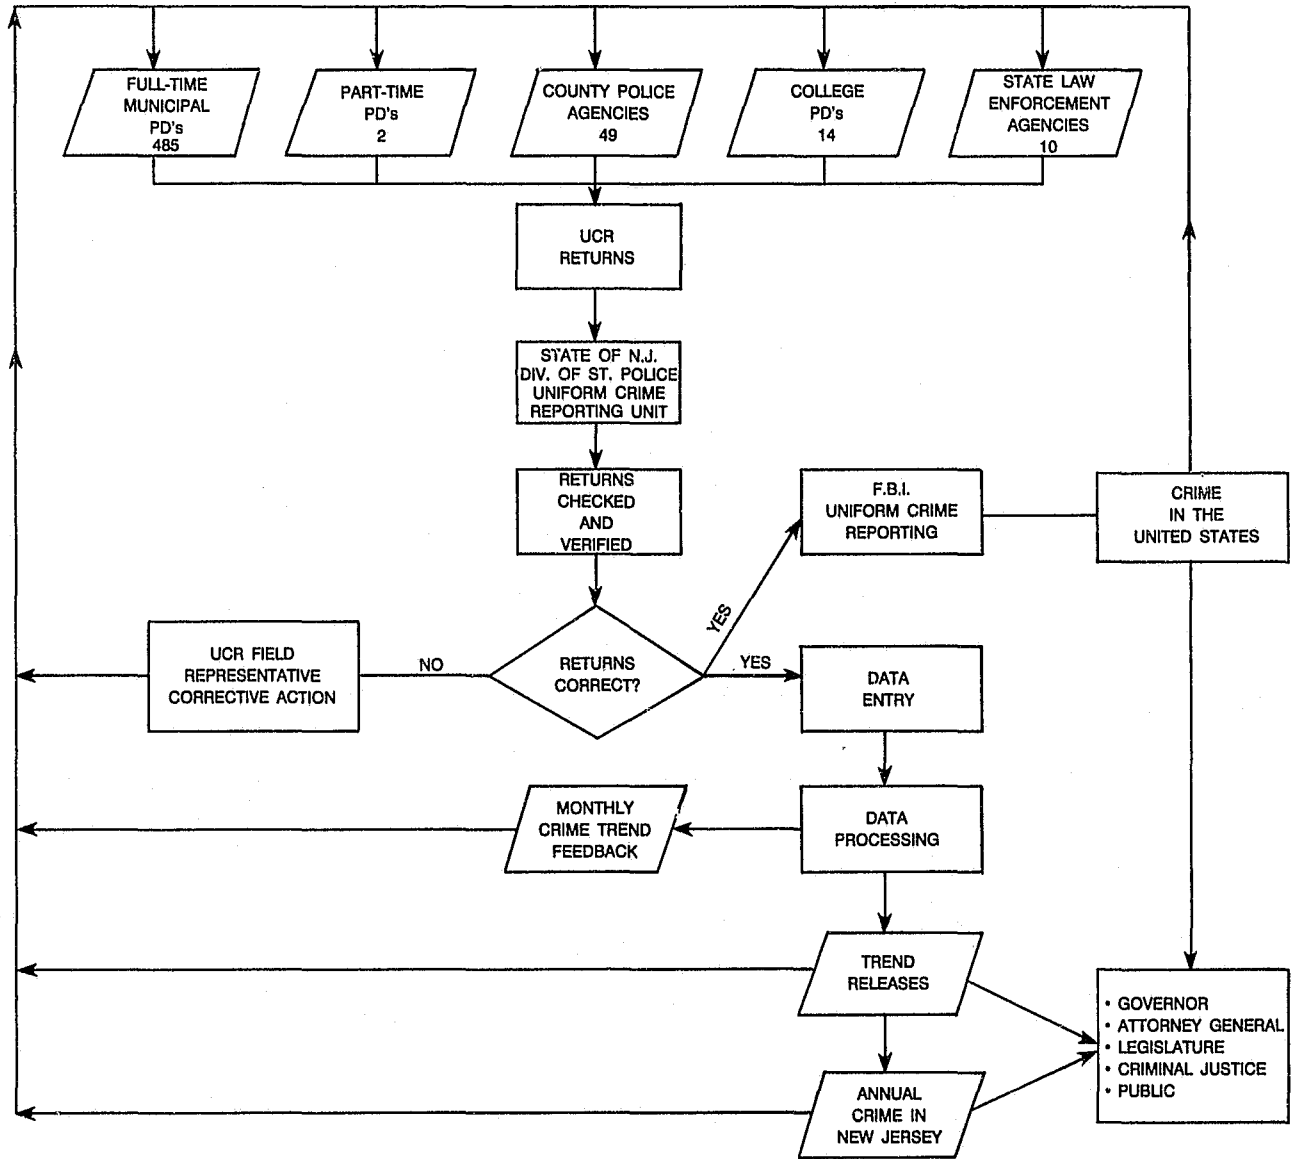 FULL-TIME
MUNICIPAL
PD's
485
PART-TIME
PD's
2
COUNTY POLICE
AGENCIES
49
COLLEGE
PD's
14
STATE LAW
ENFORCEMENT
AGENCIES
10
UCR
RETURNS
STATE OF N.J.
DIV. OF ST. POLICE
UNIFORM CRIME
REPORTING UNIT
RETURNS
CHECKED
AND
VERIFIED
F.B.I.
UNIFORM CRIME
REPORTING
CRIME
IN THE
UNITED STATES
UCR FIELD
REPRESENTATIVE
CORRECTIVE ACTION
NO
RETURNS
CORRECT?
YES
YES
DATA
ENTRY
MONTHLY
CRIME TREND
FEEDBACK
DATA
PROCESSING
TREND
RELEASES
• GOVERNOR
• ATTORNEY GENERAL
• LEGISLATURE
• CRIMINAL JUSTICE
• PUBLIC
ANNUAL
CRIME IN
NEW JERSEY